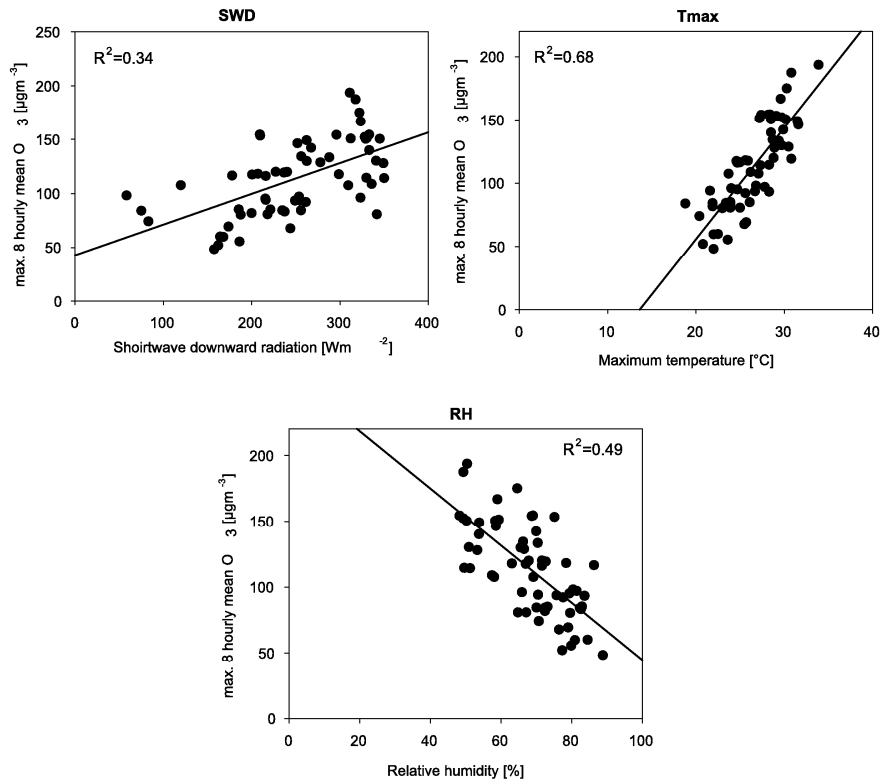 SWD
R2=0.34
max. 8 hourly mean O 3 [µgm-3]
250
200
150
100
50
0
0 100 200 300 400
Shoirtwave downward radiation [Wm -2]
Tmax
R2=0.68
max. 8 hourly mean O 3 [µgm-3]
200
150
100
50
0
0 10 20 30 40
Maximum temperature [°C]
RH
R2=0.49
max. 8 hourly mean O 3 [µgm-3]
200
150
100
50
0
0 20 40 60 80 100
Relative humidity [%]